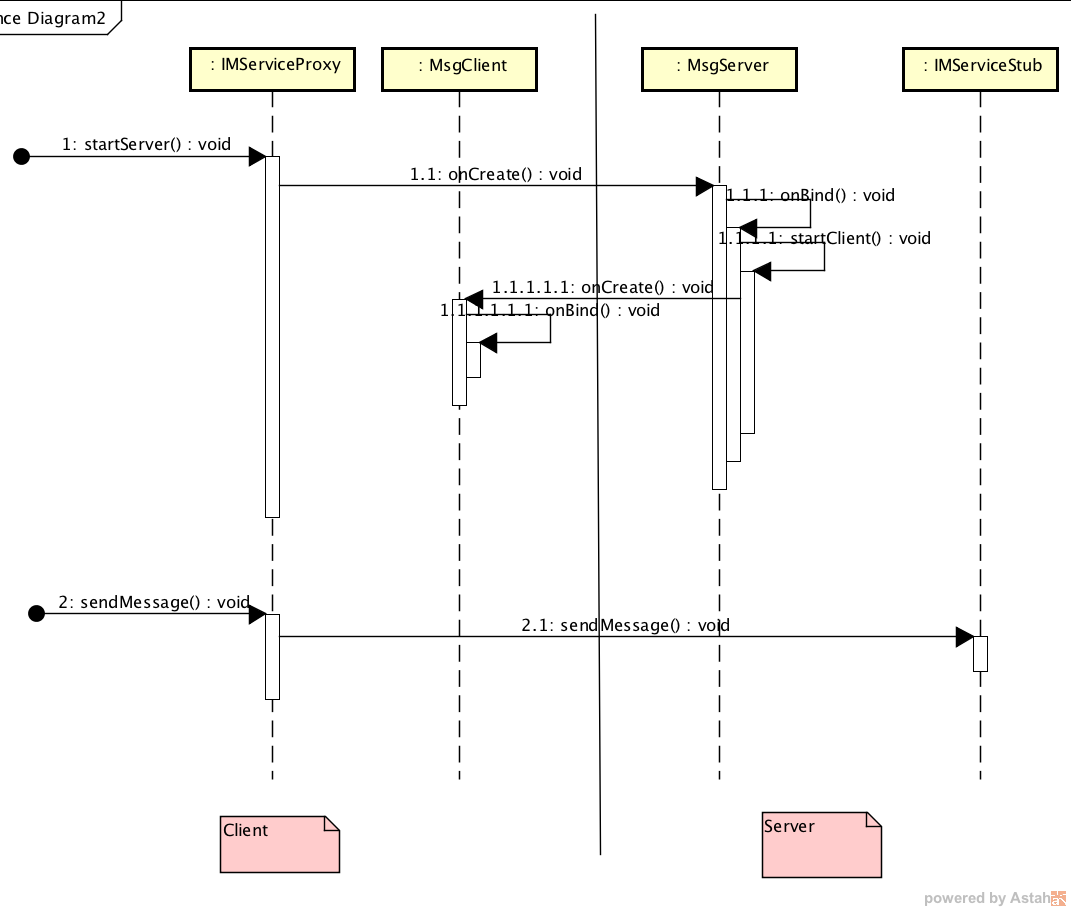 nce Diagram2
: IMServiceProxy
: MsgClient
: MsgServer
: IMServiceStub
1: startServer() : void
1.1: onCreate() : void
1.1.1: onBind() : void
1.1.1.1: startClient() : void
1.1.1.1.1: onCreate() : void
1.1.1.1.1.1: onBind() : void
2: sendMessage() : void
2.1: sendMessage() : void
Client
Server
powered by Astah